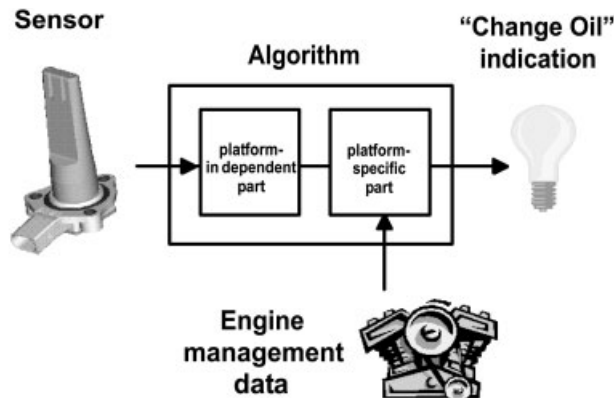 Sensor
Algorithm
“Change Oil”
indication
platform-
in dependent
part
platform-
specific
part
Engine
management
data